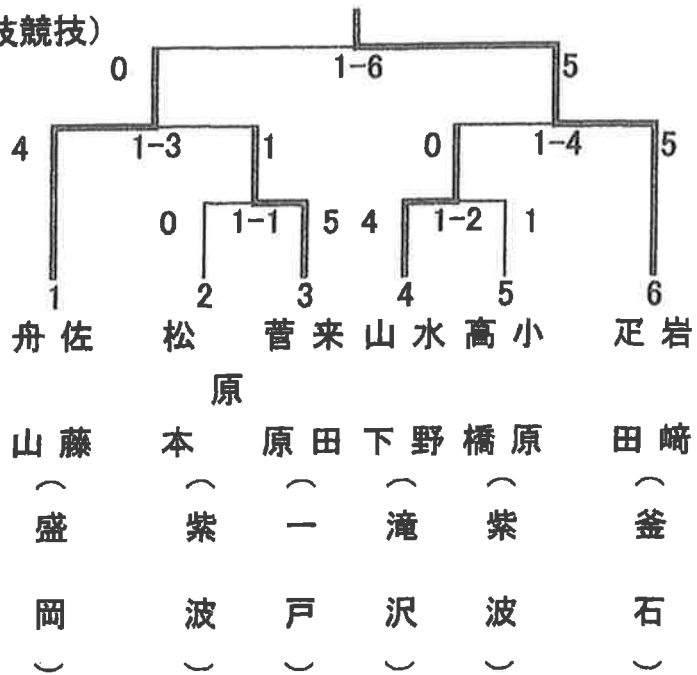 技競技）
0 1-6 5
4 1-3 1 0 1-4 5
0 1-1 5 4 1-2 1
1 2 3 4 5 6
舟山
佐藤
（盛岡）
松本
原
（紫波）
菅原
来田
（一戸）
山下
水野
（滝沢）
髙橋
小原
（紫波）
疋田
岩﨑
（釜石）